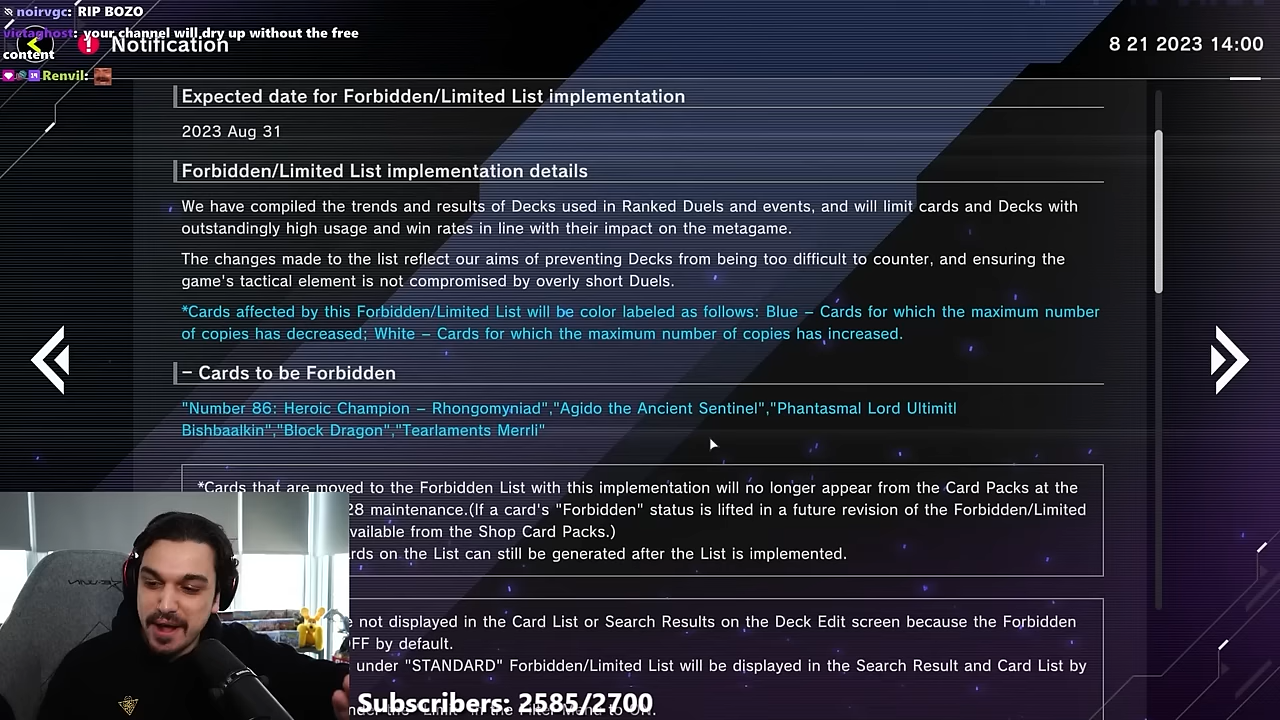 noirvgc: RIP BOZO
victaghost: your channel will dry up without the free
content
Renvil:
Notification
8 21 2023 14:00
Expected date for Forbidden/Limited List implementation
2023 Aug 31
Forbidden/Limited List implementation details
We have compiled the trends and results of Decks used in Ranked Duels and events, and will limit cards and Decks with
outstandingly high usage and win rates in line with their impact on the metagame.
The changes made to the list reflect our aims of preventing Decks from being too difficult to counter, and ensuring the
game's tactical element is not compromised by overly short Duels.
*Cards affected by this Forbidden/Limited List will be color labeled as follows: Blue – Cards for which the maximum number
of copies has decreased; White – Cards for which the maximum number of copies has increased.
– Cards to be Forbidden
"Number 86: Heroic Champion – Rhongomyniad","Agido the Ancient Sentinel","Phantasmal Lord Ultimitl
Bishbaalkin","Block Dragon","Tearlaments Merrli"
*Cards that are moved to the Forbidden List with this implementation will no longer appear from the Card Packs at the
28 maintenance.(If a card's "Forbidden" status is lifted in a future revision of the Forbidden/Limited
vailable from the Shop Card Packs.)
rds on the List can still be generated after the List is implemented.
not displayed in the Card List or Search Results on the Deck Edit screen because the Forbidden
FF by default.
under "STANDARD" Forbidden/Limited List will be displayed in the Search Result and Card List by
Subscribers: 2585/2700